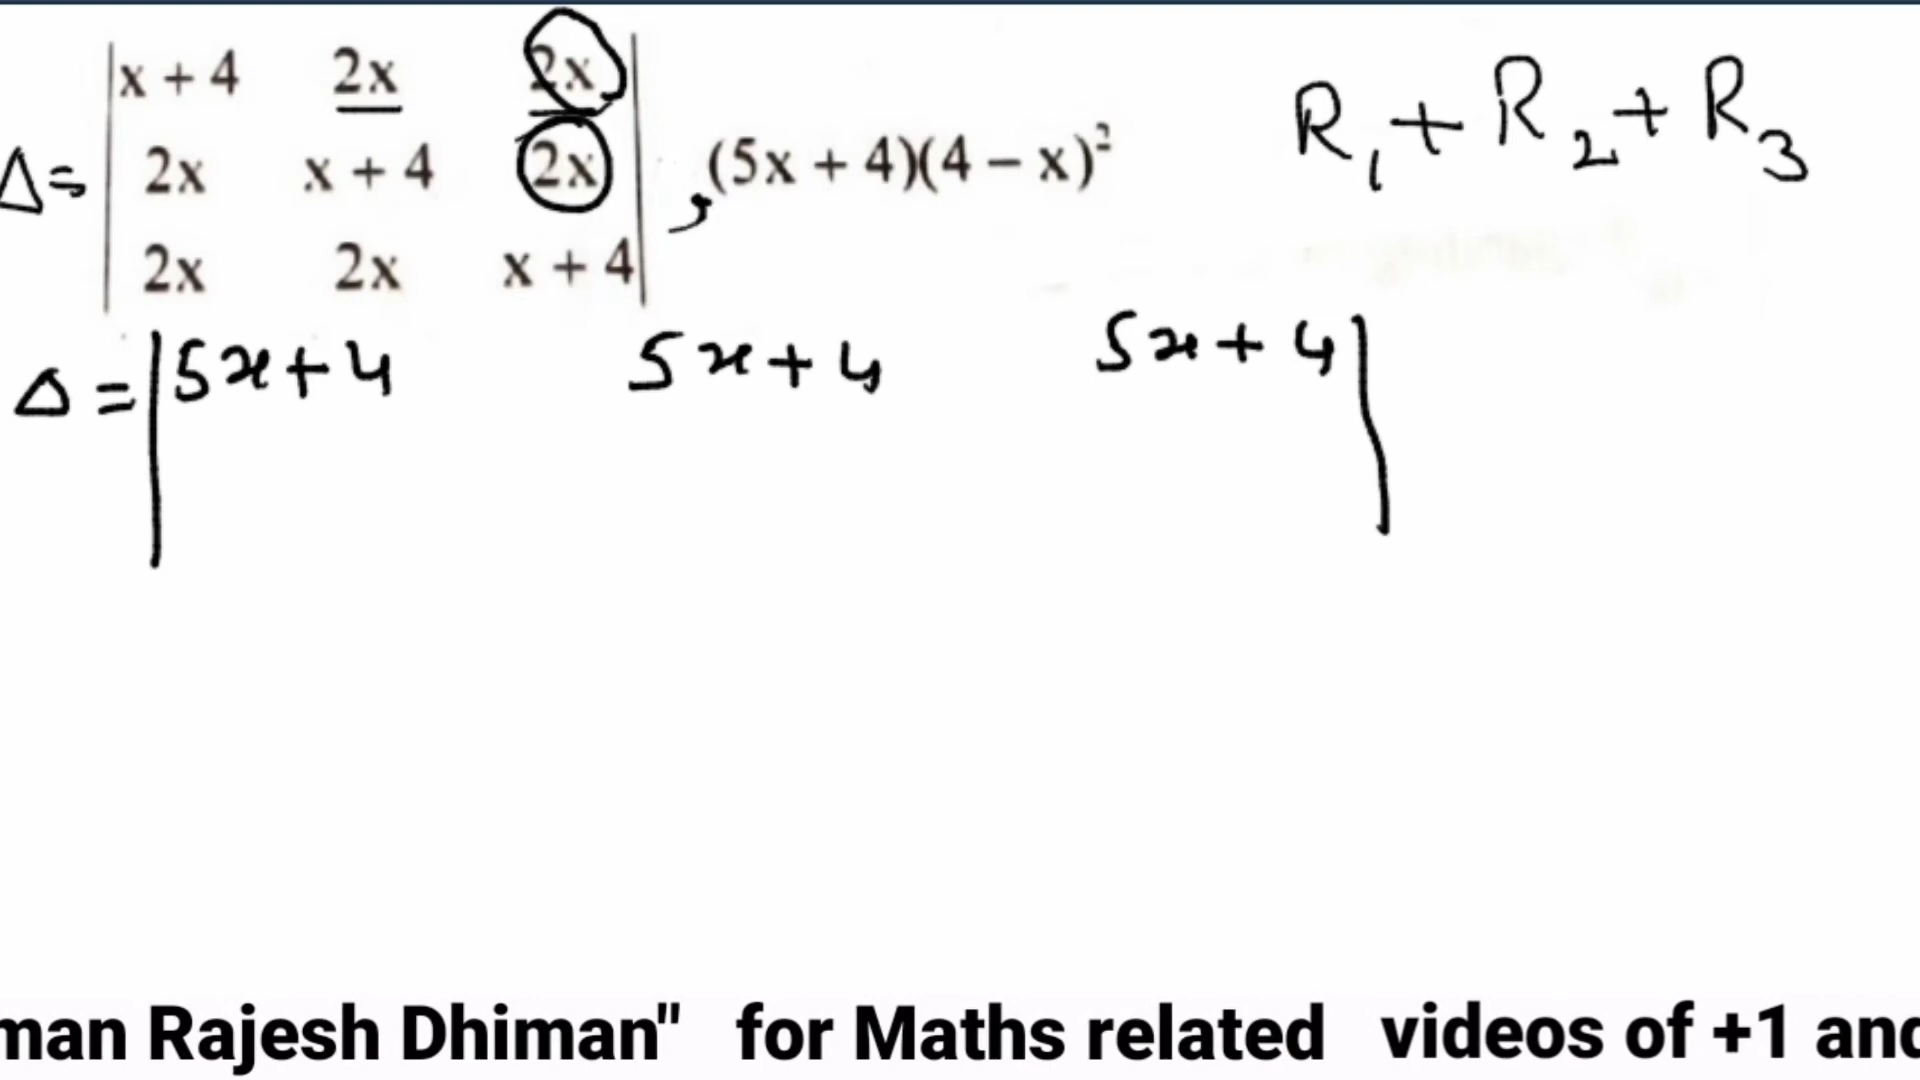 Δ= |x + 4 2x 2x|
|2x x + 4 2x| , (5x + 4)(4 − x)²
|2x 2x x + 4|
R₁ + R₂ + R₃
Δ = |5x+4 5x+4 5x+4|
man Rajesh Dhiman" for Maths related videos of +1 and